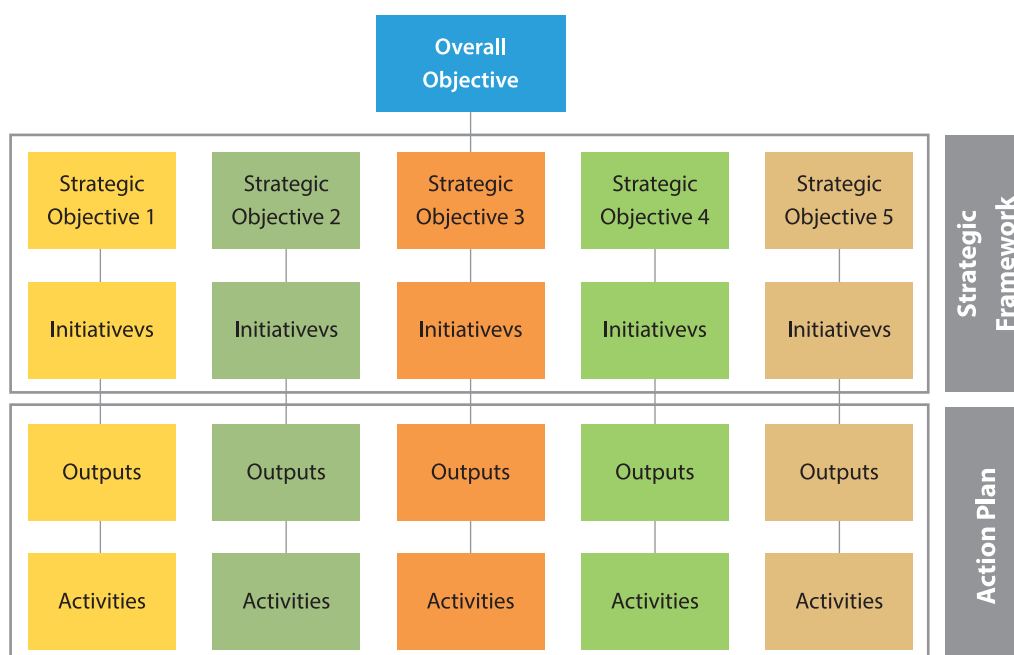 Overall
Objective
Strategic
Objective 1
Strategic
Objective 2
Strategic
Objective 3
Strategic
Objective 4
Strategic
Objective 5
Strategic
Framework
Initiativevs
Initiativevs
Initiativevs
Initiativevs
Initiativevs
Outputs
Outputs
Outputs
Outputs
Outputs
Action Plan
Activities
Activities
Activities
Activities
Activities